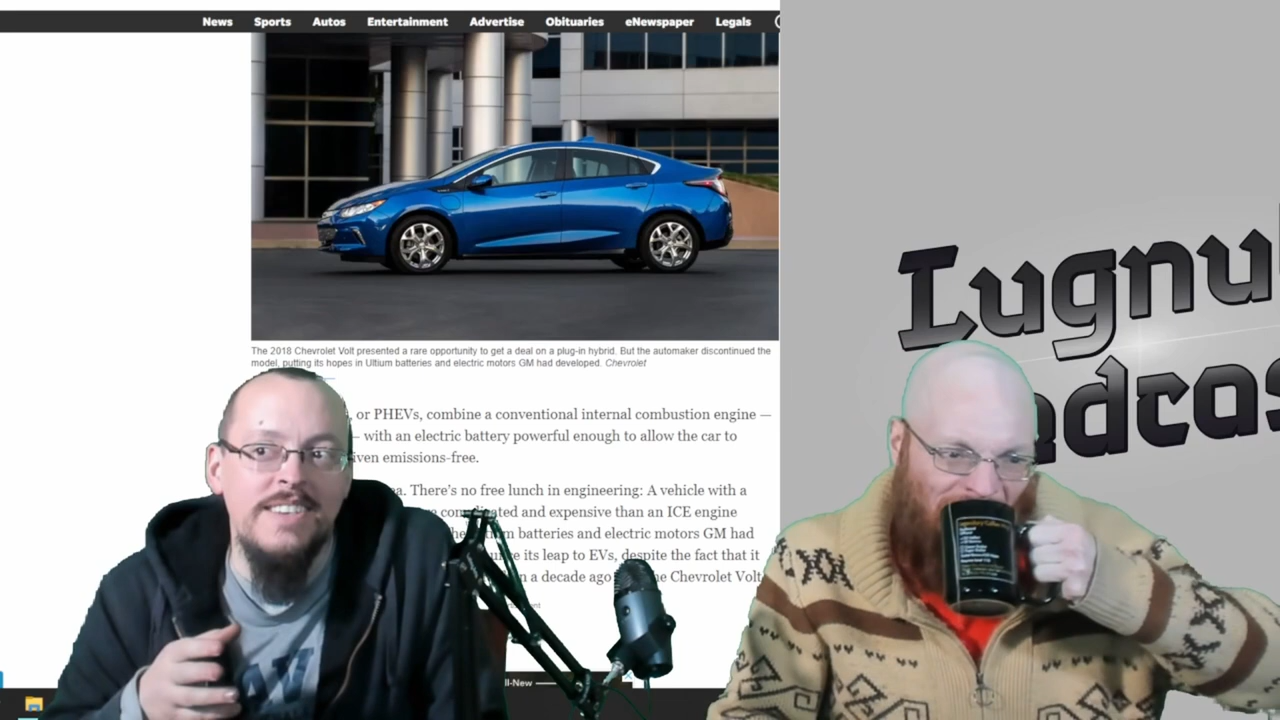 News Sports Autos Entertainment Advertise Obituaries eNewspaper Legals
The 2018 Chevrolet Volt presented a rare opportunity to get a deal on a plug-in hybrid. But the automaker discontinued the
model, putting its hopes in Ultium batteries and electric motors GM had developed. Chevrolet
, or PHEVs, combine a conventional internal combustion engine —
– with an electric battery powerful enough to allow the car to
iven emissions-free.
ea. There's no free lunch in engineering: A vehicle with a
and expensive than an ICE engine
batteries and electric motors GM had
its leap to EVs, despite the fact that it
n a decade ago Chevrolet Volt
ll-New
Lugnu
dcas
NAV